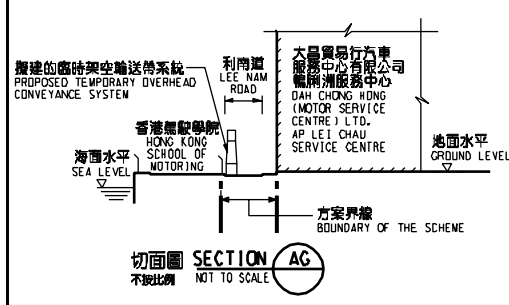 擬建的臨時架空輸送帶系統
PROPOSED TEMPORARY OVERHEAD
CONVEYANCE SYSTEM
利南道
LEE NAM
ROAD
大昌貿易行汽車
服務中心有限公司
鴨脷洲服務中心
DAH CHONG HONG
(MOTOR SERVICE
CENTRE) LTD.
AP LEI CHAU
SERVICE CENTRE
香港駕駛學院
HONG KONG
SCHOOL OF
MOTORING
海面水平
SEA LEVEL
地面水平
GROUND LEVEL
方案界線
BOUNDARY OF THE SCHEME
切面圖 SECTION AG
不按比例 NOT TO SCALE